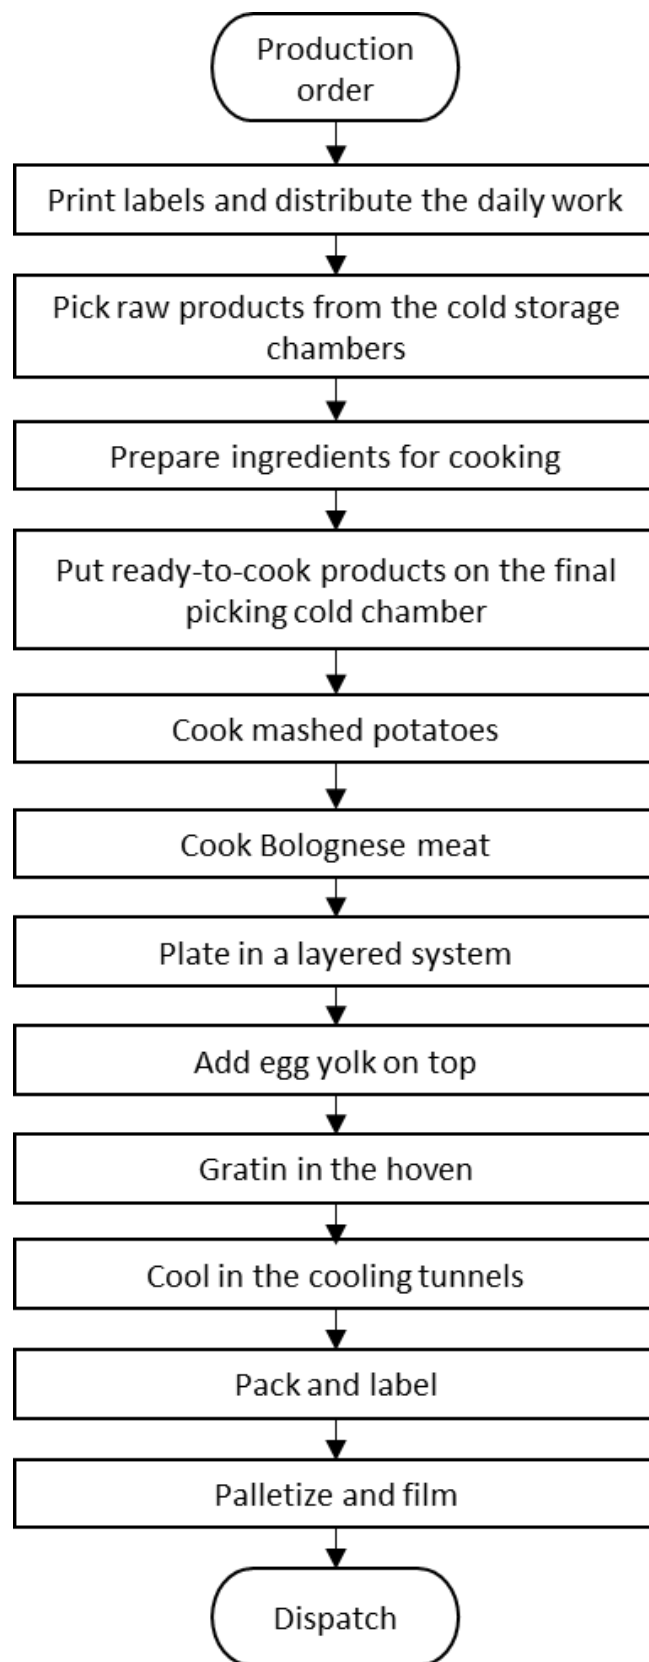 Production
order
Print labels and distribute the daily work
Pick raw products from the cold storage
chambers
Prepare ingredients for cooking
Put ready-to-cook products on the final
picking cold chamber
Cook mashed potatoes
Cook Bolognese meat
Plate in a layered system
Add egg yolk on top
Gratin in the hoven
Cool in the cooling tunnels
Pack and label
Palletize and film
Dispatch